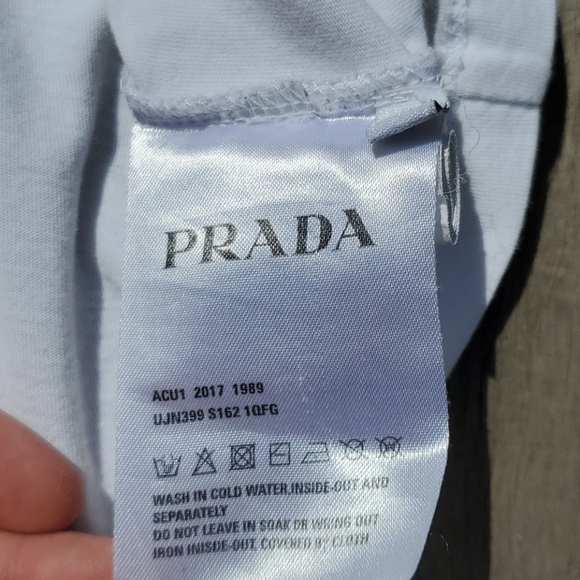 PRADA
ACU1 2017 1989
UJN399 S162 1QFG
WASH IN COLD WATER,INSIDE-OUT AND
SEPARATELY
DO NOT LEAVE IN SOAK OR WRING OUT
IRON INISDE-OUT, COVERED BY CLOTH